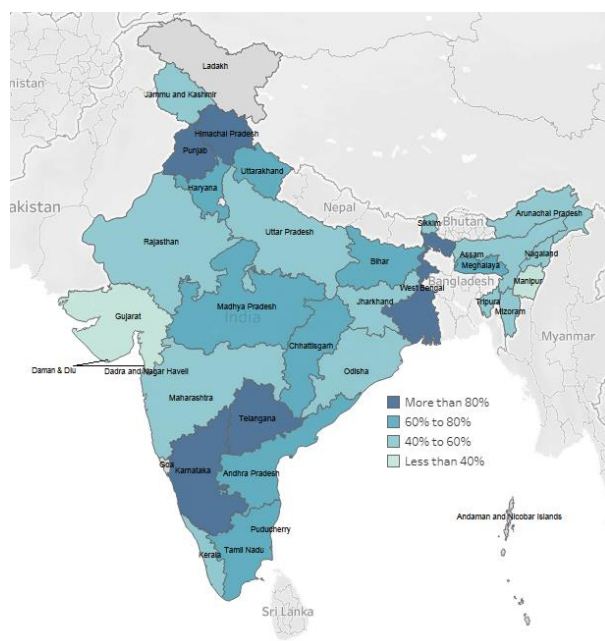 Ladakh
nistan
Jammu and Kashmir
Himachal Pradesh
Punjab
Uttarakhand
Haryana
akistan
Nepal
Sikkim
Bhutan
Arunachal Pradesh
Rajasthan
Uttar Pradesh
Assam
Nagaland
Bihar
Meghalaya
Manipur
West Bengal
Bangladesh
Jharkhand
Tripura
Mizoram
Gujarat
Madhya Pradesh
India
Myanmar
Chhattisgarh
Daman & Diu
Dadra and Nagar Haveli
Odisha
Maharashtra
More than 80%
60% to 80%
40% to 60%
Less than 40%
Telangana
Goa
Karnataka
Andhra Pradesh
Andaman and Nicobar Islands
Puducherry
Tamil Nadu
Kerala
Sri Lanka